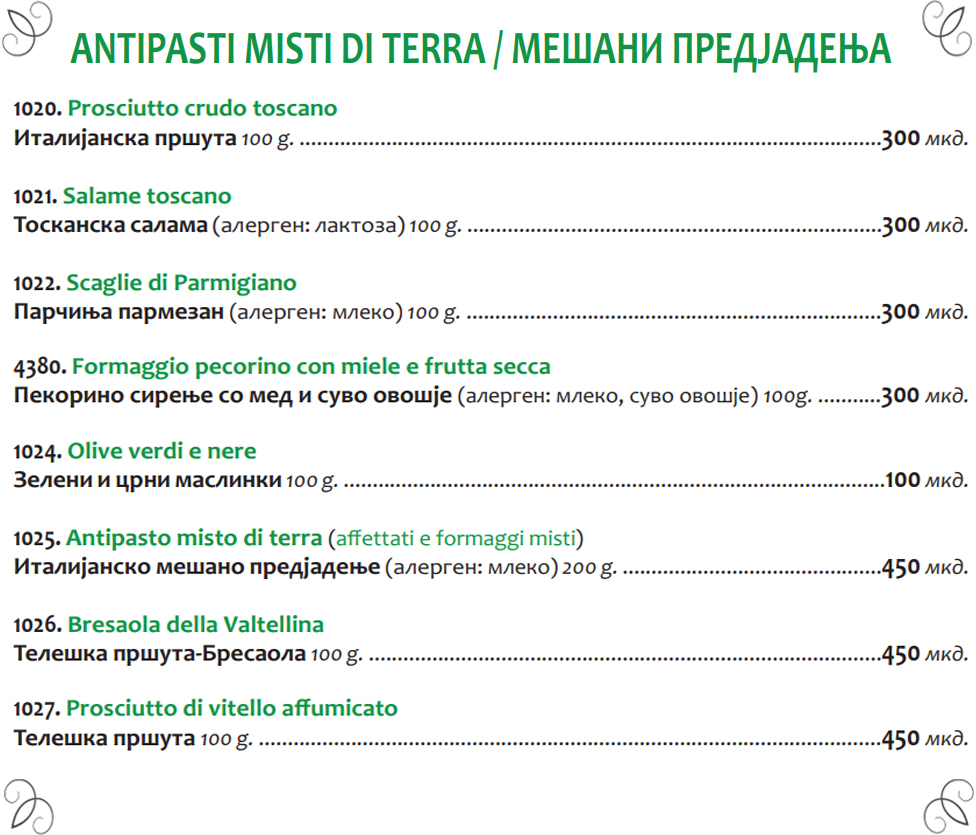 ANTIPASTI MISTI DI TERRA / МЕШАНИ ПРЕДЈАДЕЊА
1020. Prosciutto crudo toscano
Италијанска пршута 100 g. ....................................................................................................300 мкд.
1021. Salame toscano
Тосканска салама (алерген: лактоза) 100 g. .......................................................................300 мкд.
1022. Scaglie di Parmigiano
Парчиња пармезан (алерген: млеко) 100 g. .......................................................................300 мкд.
4380. Formaggio pecorino con miele e frutta secca
Пекорино сирење со мед и суво овошје (алерген: млеко, суво овошје) 100g. ...........300 мкд.
1024. Olive verdi e nere
Зелени и црни маслинки 100 g. .............................................................................................100 мкд.
1025. Antipasto misto di terra (affettati e formaggi misti)
Италијанско мешано предјадење (алерген: млеко) 200 g. .............................................450 мкд.
1026. Bresaola della Valtellina
Телешка пршута-Бресаола 100 g. ........................................................................................450 мкд.
1027. Prosciutto di vitello affumicato
Телешка пршута 100 g. ...........................................................................................................450 мкд.